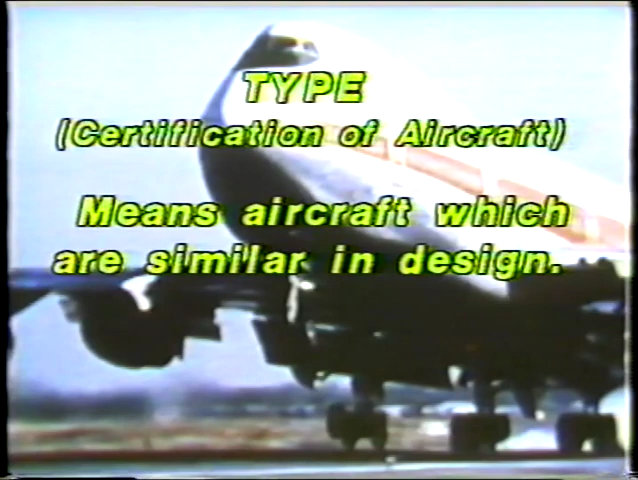 TYPE
(Certification of Aircraft)
Means aircraft which
are similar in design.